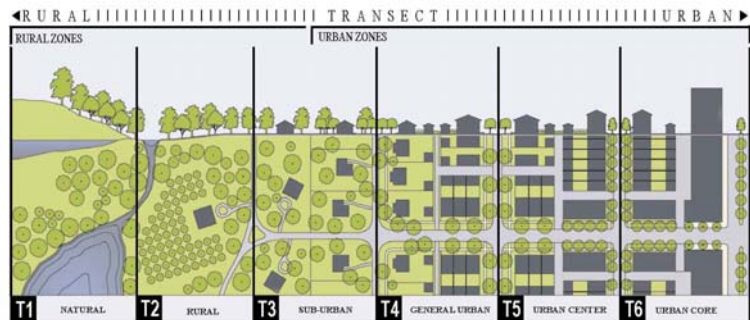 RURAL TRANSECT URBAN
RURAL ZONES URBAN ZONES
T1 NATURAL T2 RURAL T3 SUB-URBAN T4 GENERAL URBAN T5 URBAN CENTER T6 URBAN CORE